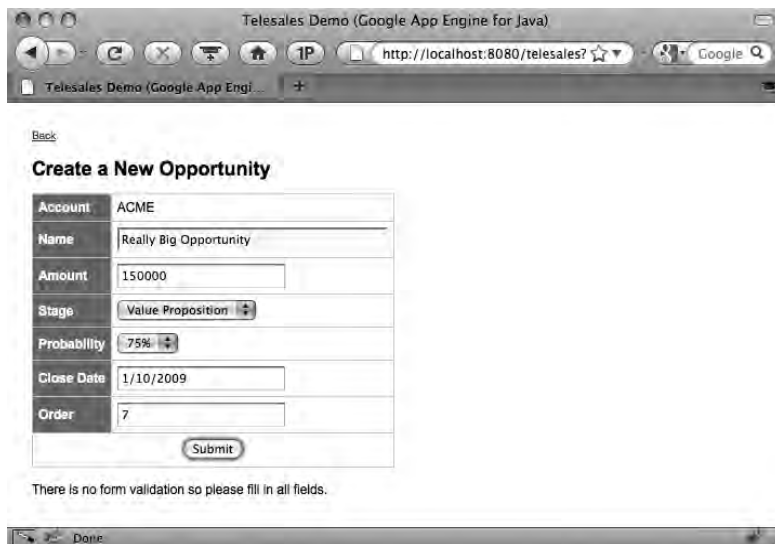 Telesales Demo (Google App Engine for Java)
1P
http://localhost:8080/telesales?
Google
Telesales Demo (Google App Engi...
Back
Create a New Opportunity
Account ACME
Name Really Big Opportunity
Amount 150000
Stage Value Proposition
Probability 75%
Close Date 1/10/2009
Order 7
Submit
There is no form validation so please fill in all fields.
Done